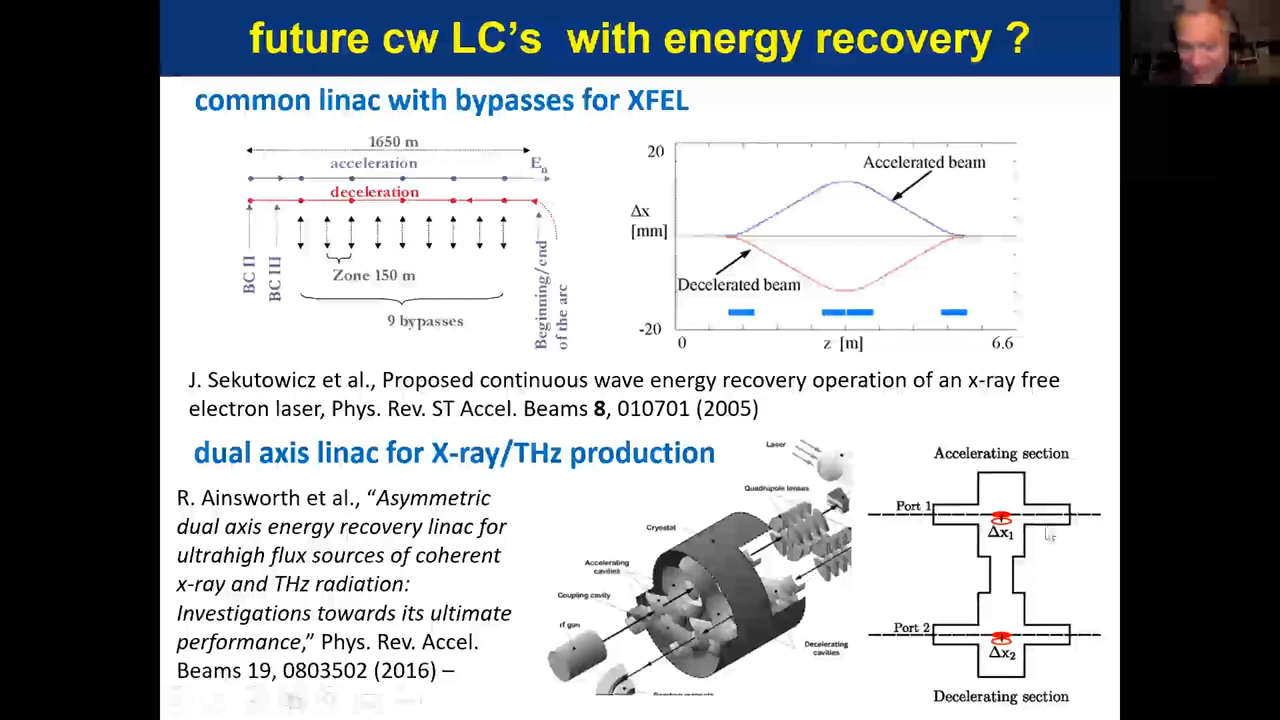 future cw LC's with energy recovery ?
common linac with bypasses for XFEL
1650 m
acceleration
En
deceleration
BC II
BC III
Zone 150 m
9 bypasses
Beginning/end
of the arc
20
Δx
[mm]
-20
0
z [m]
6.6
Accelerated beam
Decelerated beam
J. Sekutowicz et al., Proposed continuous wave energy recovery operation of an x-ray free
electron laser, Phys. Rev. ST Accel. Beams 8, 010701 (2005)
dual axis linac for X-ray/THz production
R. Ainsworth et al., “Asymmetric
dual axis energy recovery linac for
ultrahigh flux sources of coherent
x-ray and THz radiation:
Investigations towards its ultimate
performance,” Phys. Rev. Accel.
Beams 19, 0803502 (2016) –
Laser
Quadrupole lenses
Cryostat
Accelerating
cavities
Coupling cavity
rf gun
Decelerating
cavities
Accelerating section
Port 1
Δx1
Port 2
Δx2
Decelerating section